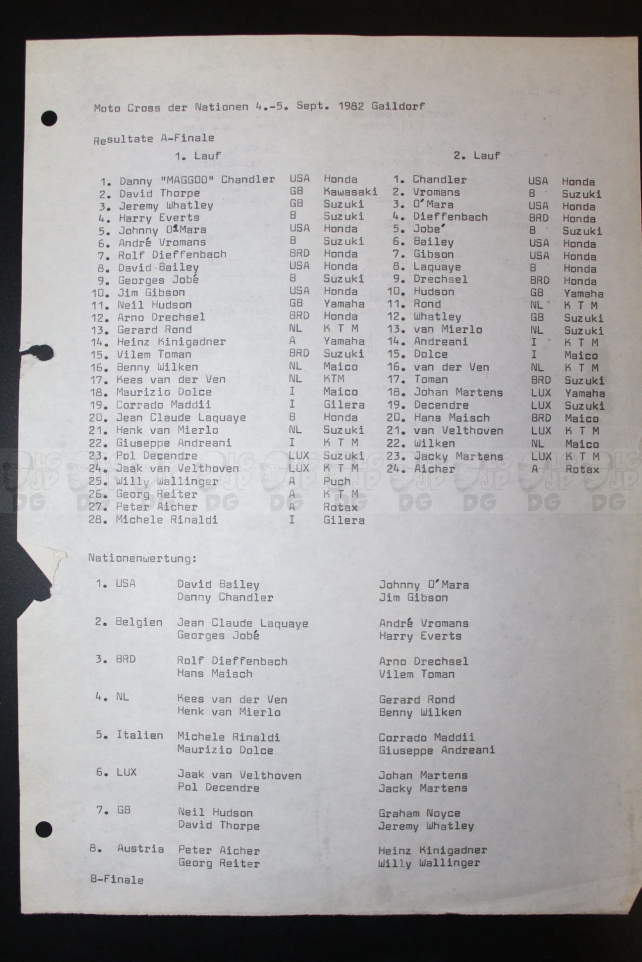 Moto Cross der Nationen 4.-5. Sept. 1982 Gaildorf
Resultate A-Finale
1. Lauf 2. Lauf
1. Danny "MAGGOO" Chandler USA Honda 1. Chandler USA Honda
2. David Thorpe GB Kawasaki 2. Vromans B Suzuki
3. Jeremy Whatley GB Suzuki 3. O'Mara USA Honda
4. Harry Everts B Suzuki 4. Dieffenbach BRD Honda
5. Johnny O'Mara USA Honda 5. Jobé B Suzuki
6. André Vromans B Suzuki 6. Bailey USA Honda
7. Rolf Dieffenbach BRD Honda 7. Gibson USA Honda
8. David Bailey USA Honda 8. Laquaye B Honda
9. Georges Jobé B Suzuki 9. Drechsel BRD Honda
10. Jim Gibson USA Honda 10. Hudson GB Yamaha
11. Neil Hudson GB Yamaha 11. Rond NL K T M
12. Arno Drechsel BRD Honda 12. Whatley GB Suzuki
13. Gerard Rond NL K T M 13. van Mierlo NL Suzuki
14. Heinz Kinigadner A Yamaha 14. Andreani I K T M
15. Vilem Toman BRD Suzuki 15. Dolce I Maico
16. Benny Wilken NL Maico 16. van der Ven NL K T M
17. Kees van der Ven NL KTM 17. Toman BRD Suzuki
18. Maurizio Dolce I Maico 18. Johan Martens LUX Yamaha
19. Corrado Maddii I Gilera 19. Decendre LUX Suzuki
20. Jean Claude Laquaye B Honda 20. Hans Maisch BRD Maico
21. Henk van Mierlo NL Suzuki 21. van Velthoven LUX K T M
22. Giuseppe Andreani I K T M 22. Wilken NL Maico
23. Pol Decendre LUX Suzuki 23. Jacky Martens LUX K T M
24. Jaak van Velthoven LUX K T M 24. Aicher A Rotax
25. Willy Wallinger A Puch
26. Georg Reiter A K T M
27. Peter Aicher A Rotax
28. Michele Rinaldi I Gilera
Nationenwertung:
1. USA David Bailey Johnny O'Mara
Danny Chandler Jim Gibson
2. Belgien Jean Claude Laquaye André Vromans
Georges Jobé Harry Everts
3. BRD Rolf Dieffenbach Arno Drechsel
Hans Maisch Vilem Toman
4. NL Kees van der Ven Gerard Rond
Henk van Mierlo Benny Wilken
5. Italien Michele Rinaldi Corrado Maddii
Maurizio Dolce Giuseppe Andreani
6. LUX Jaak van Velthoven Johan Martens
Pol Decendre Jacky Martens
7. GB Neil Hudson Graham Noyce
David Thorpe Jeremy Whatley
8. Austria Peter Aicher Heinz Kinigadner
Georg Reiter Willy Wallinger
B-Finale